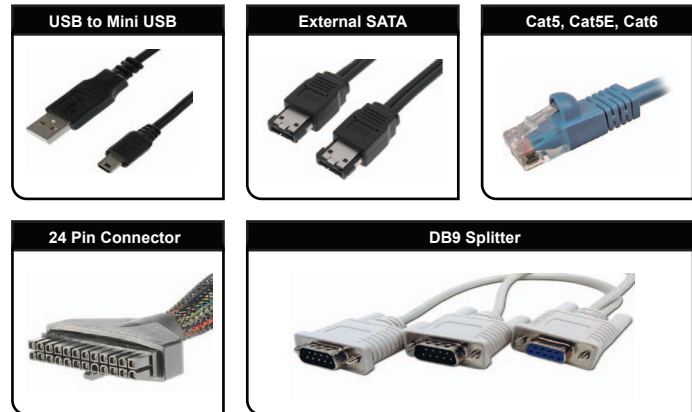 USB to Mini USB
External SATA
Cat5, Cat5E, Cat6
24 Pin Connector
DB9 Splitter